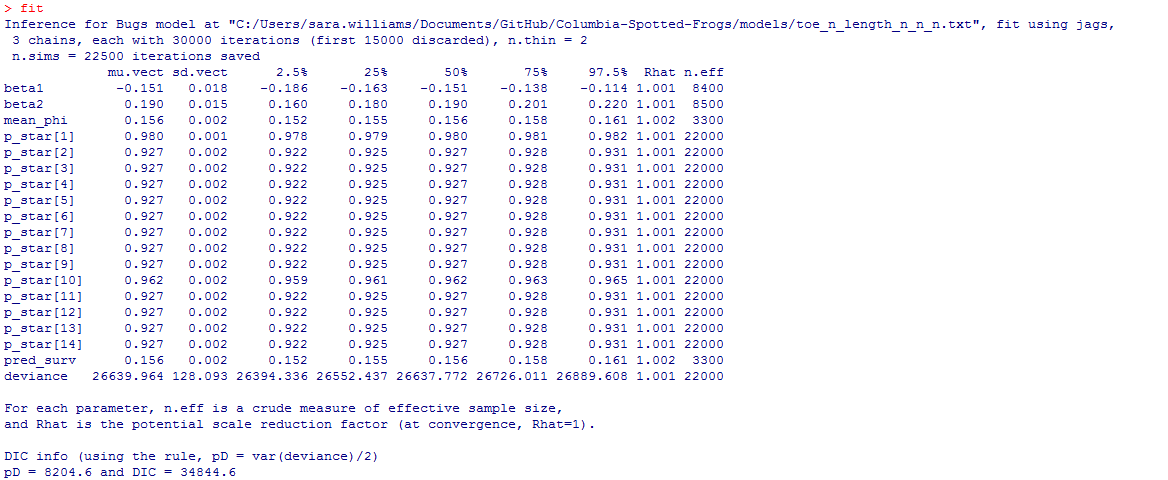 > fit
Inference for Bugs model at "C:/Users/sara.williams/Documents/GitHub/Columbia-Spotted-Frogs/models/toe_n_length_n_n_n.txt", fit using jags,
 3 chains, each with 30000 iterations (first 15000 discarded), n.thin = 2
 n.sims = 22500 iterations saved
             mu.vect sd.vect      2.5%       25%       50%       75%     97.5%  Rhat n.eff
beta1         -0.151   0.018    -0.186    -0.163    -0.151    -0.138    -0.114 1.001  8400
beta2          0.190   0.015     0.160     0.180     0.190     0.201     0.220 1.001  8500
mean_phi       0.156   0.002     0.152     0.155     0.156     0.158     0.161 1.002  3300
p_star[1]      0.980   0.001     0.978     0.979     0.980     0.981     0.982 1.001 22000
p_star[2]      0.927   0.002     0.922     0.925     0.927     0.928     0.931 1.001 22000
p_star[3]      0.927   0.002     0.922     0.925     0.927     0.928     0.931 1.001 22000
p_star[4]      0.927   0.002     0.922     0.925     0.927     0.928     0.931 1.001 22000
p_star[5]      0.927   0.002     0.922     0.925     0.927     0.928     0.931 1.001 22000
p_star[6]      0.927   0.002     0.922     0.925     0.927     0.928     0.931 1.001 22000
p_star[7]      0.927   0.002     0.922     0.925     0.927     0.928     0.931 1.001 22000
p_star[8]      0.927   0.002     0.922     0.925     0.927     0.928     0.931 1.001 22000
p_star[9]      0.927   0.002     0.922     0.925     0.927     0.928     0.931 1.001 22000
p_star[10]     0.962   0.002     0.959     0.961     0.962     0.963     0.965 1.001 22000
p_star[11]     0.927   0.002     0.922     0.925     0.927     0.928     0.931 1.001 22000
p_star[12]     0.927   0.002     0.922     0.925     0.927     0.928     0.931 1.001 22000
p_star[13]     0.927   0.002     0.922     0.925     0.927     0.928     0.931 1.001 22000
p_star[14]     0.927   0.002     0.922     0.925     0.927     0.928     0.931 1.001 22000
pred_surv      0.156   0.002     0.152     0.155     0.156     0.158     0.161 1.002  3300
deviance   26639.964 128.093 26394.336 26552.437 26637.772 26726.011 26889.608 1.001 22000

For each parameter, n.eff is a crude measure of effective sample size,
and Rhat is the potential scale reduction factor (at convergence, Rhat=1).

DIC info (using the rule, pD = var(deviance)/2)
pD = 8204.6 and DIC = 34844.6